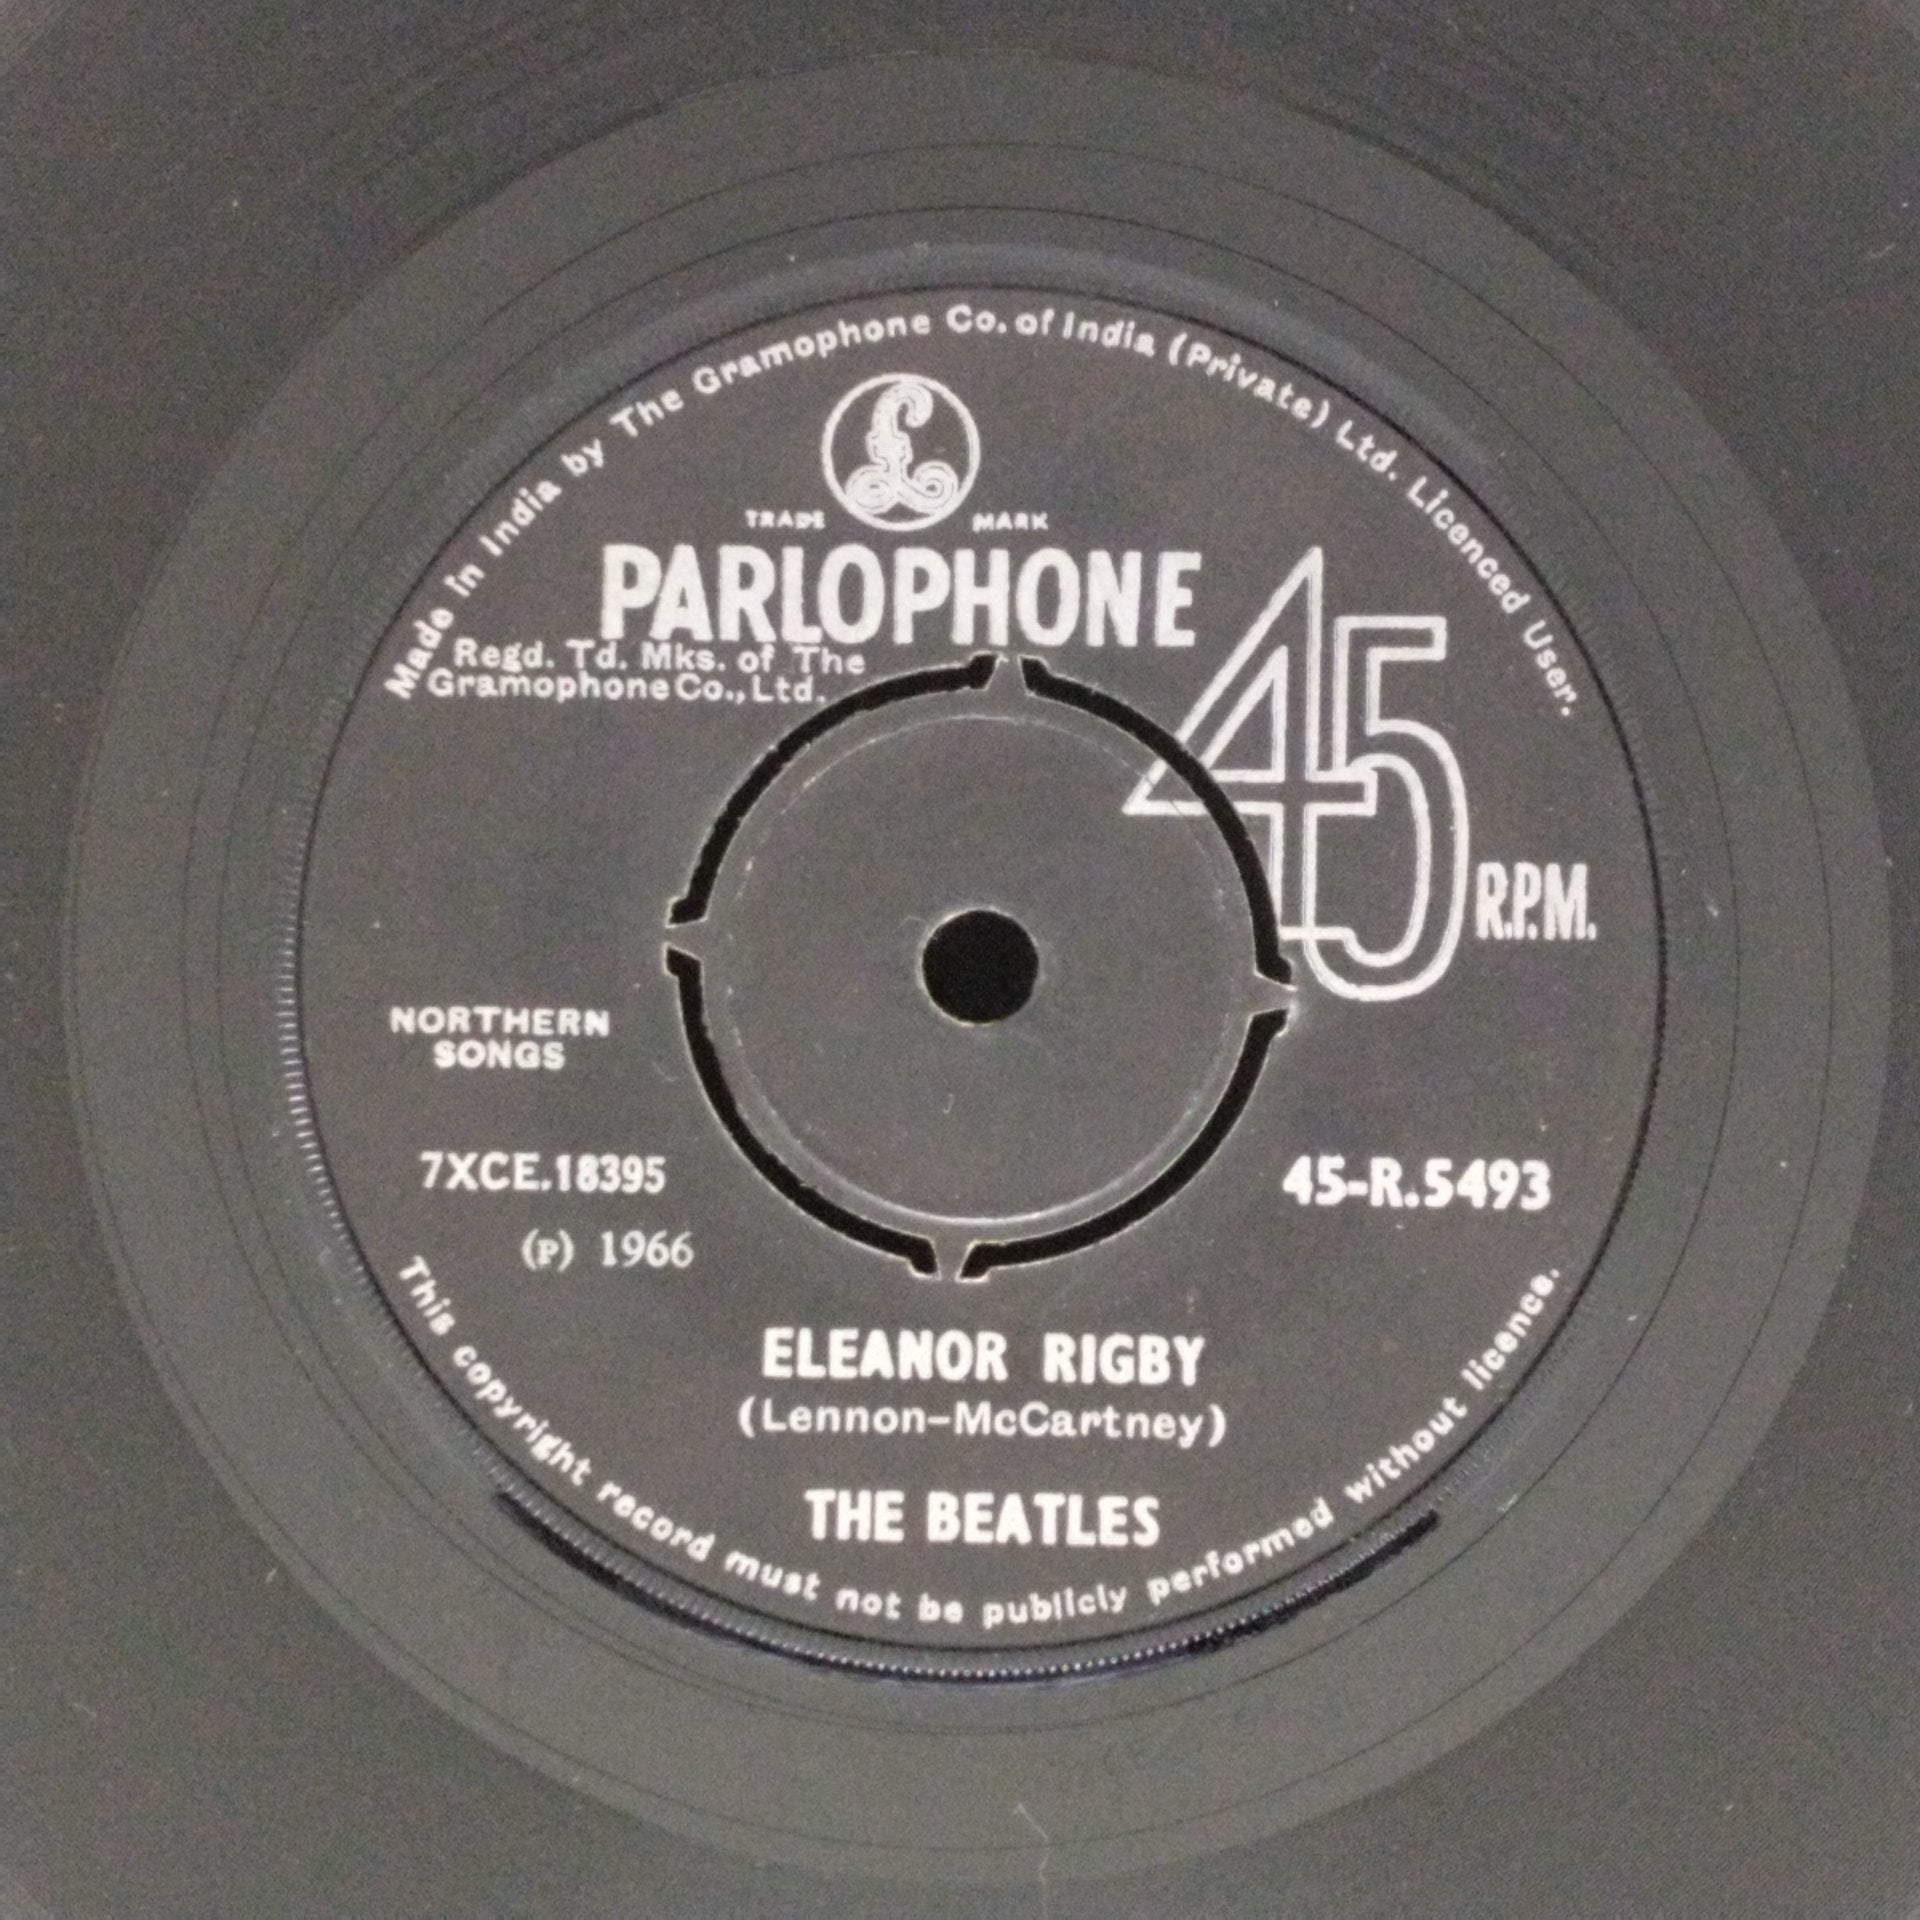 Made in India by The Gramophone Co. of India (Private) Ltd. Licenced User.
£
TRADE MARK
PARLOPHONE
Regd. Td. Mks. of The
Gramophone Co., Ltd.
45
R.P.M.
NORTHERN
SONGS
7XCE.18395
45-R.5493
(P) 1966
ELEANOR RIGBY
(Lennon-McCartney)
THE BEATLES
This copyright record must not be publicly performed without licence.